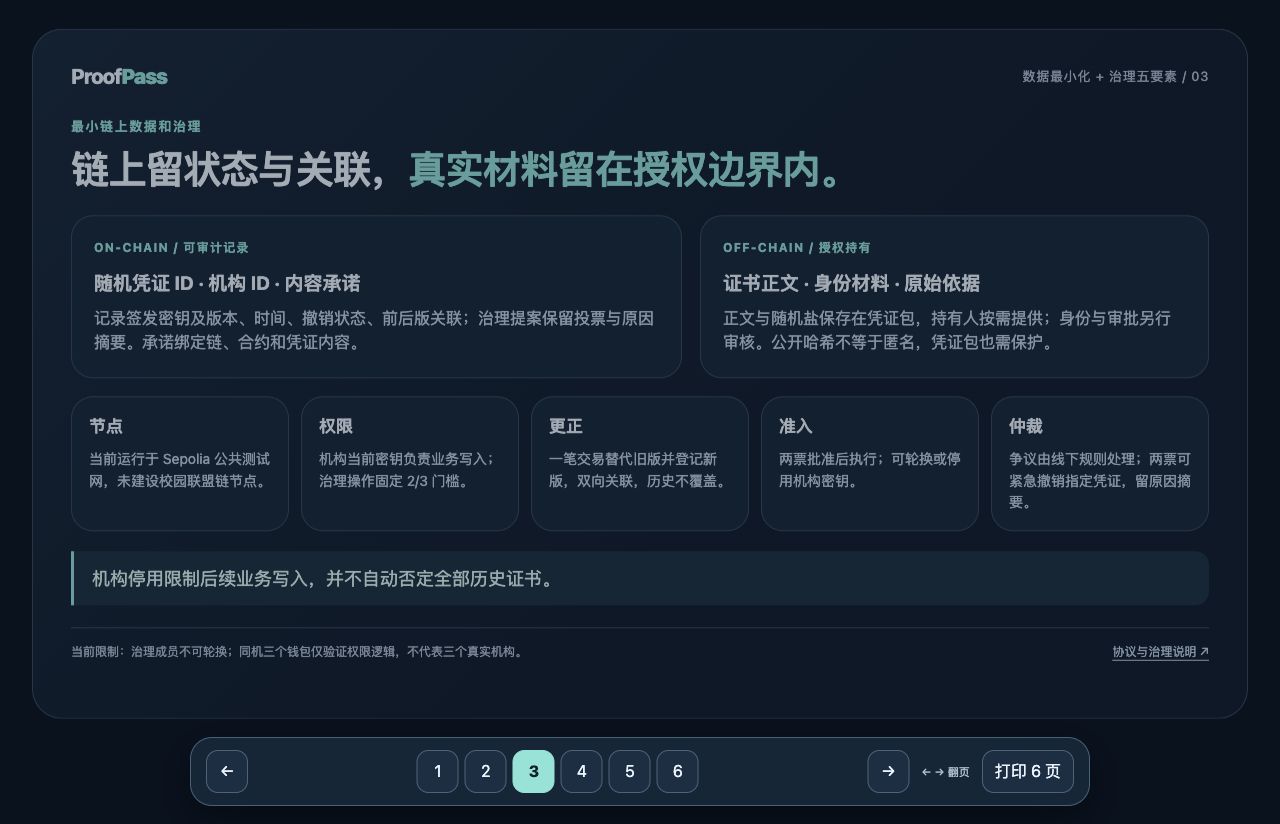 ProofPass
数据最小化 + 治理五要素 / 03
最小链上数据和治理
链上留状态与关联，真实材料留在授权边界内。
ON-CHAIN / 可审计记录
随机凭证 ID · 机构 ID · 内容承诺
记录签发密钥及版本、时间、撤销状态、前后版关联；治理提案保留投票与原因
摘要。承诺绑定链、合约和凭证内容。
OFF-CHAIN / 授权持有
证书正文 · 身份材料 · 原始依据
正文与随机盐保存在凭证包，持有人按需提供；身份与审批另行
审核。公开哈希不等于匿名，凭证包也需保护。
节点
当前运行于 Sepolia 公共测试
网，未建设校园联盟链节点。
权限
机构当前密钥负责业务写入；
治理操作固定 2/3 门槛。
更正
一笔交易替代旧版并登记新
版，双向关联，历史不覆盖。
准入
两票批准后执行；可轮换或停
用机构密钥。
仲裁
争议由线下规则处理；两票可
紧急撤销指定凭证，留原因摘
要。
机构停用限制后续业务写入，并不自动否定全部历史证书。
当前限制：治理成员不可轮换；同机三个钱包仅验证权限逻辑，不代表三个真实机构。
协议与治理说明 ↗
← 1 2 3 4 5 6 → ← → 翻页 打印 6 页